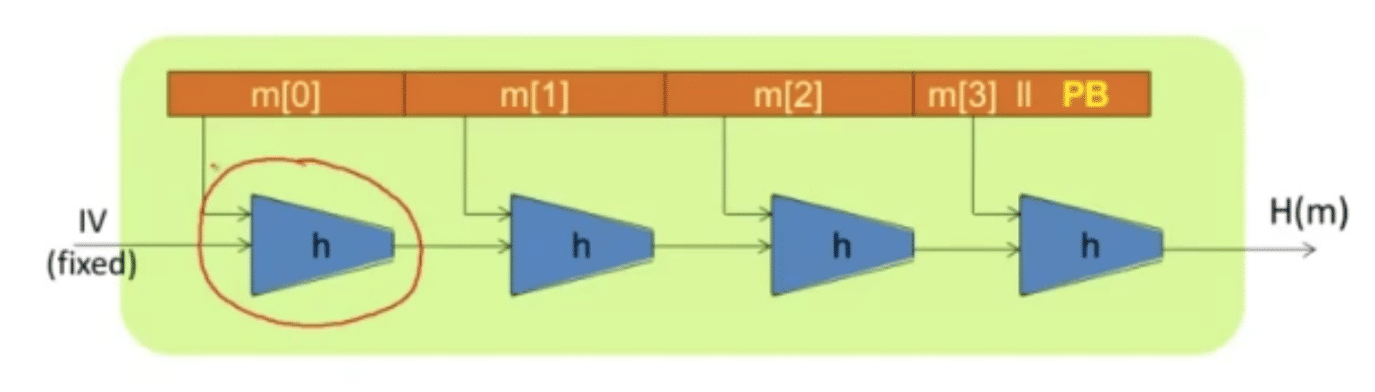 m[0] m[1] m[2] m[3] ll PB
IV
(fixed)
h h h h
H(m)